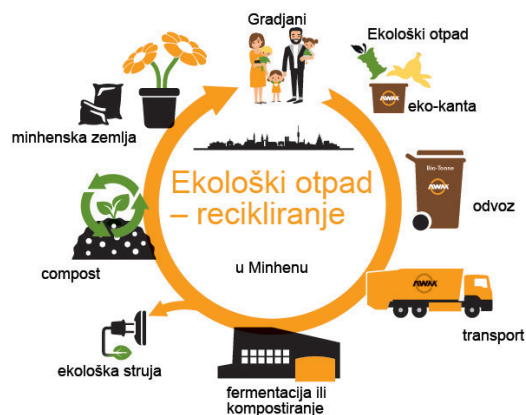 Gradjani
Ekološki otpad
AWM
eko-kanta
Bio-Tonne
AWM
odvoz
AWM
transport
fermentacija ili
kompostiranje
ekološka struja
compost
minhenska zemlja
Ekološki otpad
– recikliranje
u Minhenu